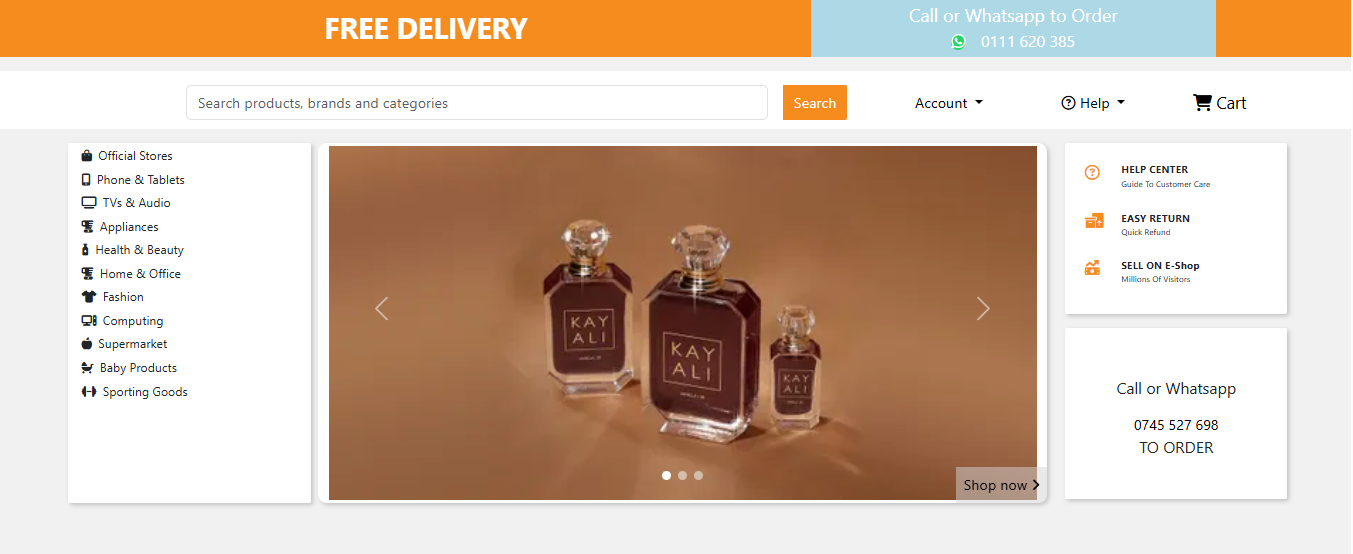 FREE DELIVERY
Call or Whatsapp to Order
0111 620 385
Search products, brands and categories
Search
Account
Help
Cart
Official Stores
Phone & Tablets
TVs & Audio
Appliances
Health & Beauty
Home & Office
Fashion
Computing
Supermarket
Baby Products
Sporting Goods
KAY
ALI
KAY
ALI
KAY
ALI
Shop now
HELP CENTER
Guide To Customer Care
EASY RETURN
Quick Refund
SELL ON E-Shop
Millions Of Visitors
Call or Whatsapp
0745 527 698
TO ORDER